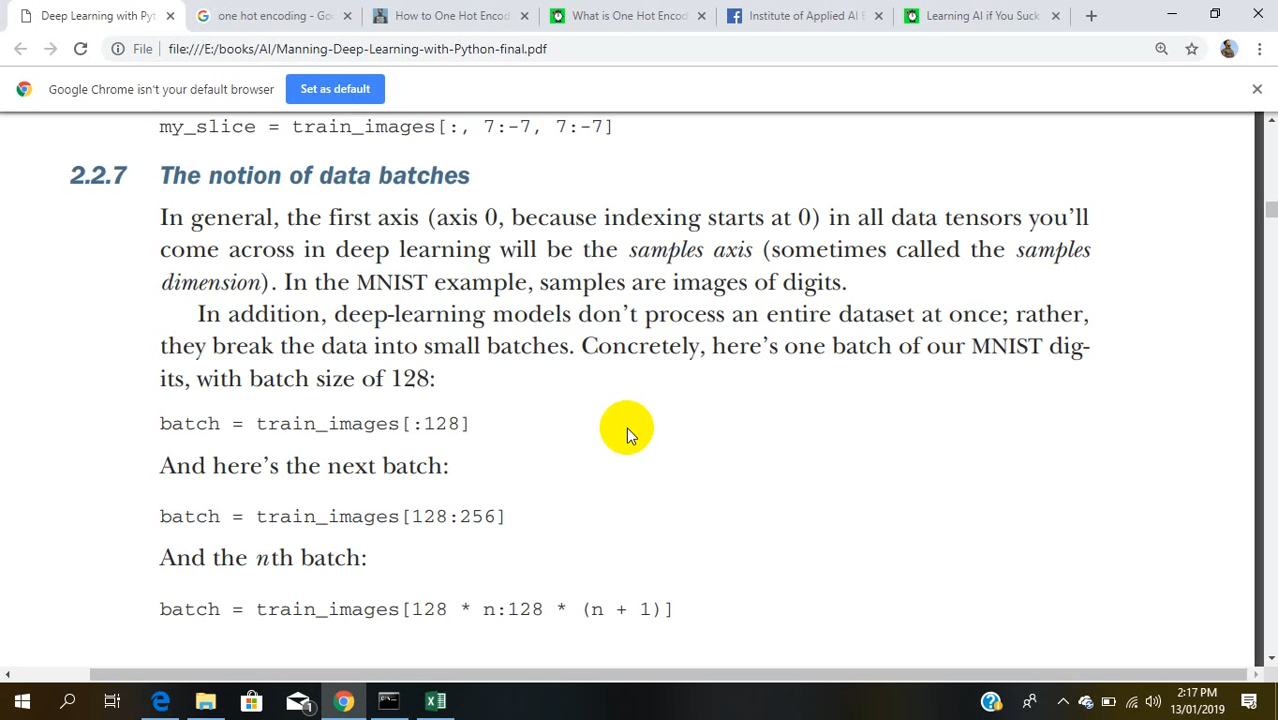 Deep Learning with Pyt
one hot encoding - Goo
How to One Hot Encod
What is One Hot Encod
Institute of Applied AI E
Learning AI if You Suck
File
file:///E:/books/AI/Manning-Deep-Learning-with-Python-final.pdf
Google Chrome isn't your default browser
Set as default
my_slice = train_images[:, 7:-7, 7:-7]
2.2.7 The notion of data batches
In general, the first axis (axis 0, because indexing starts at 0) in all data tensors you'll
come across in deep learning will be the samples axis (sometimes called the samples
dimension). In the MNIST example, samples are images of digits.
In addition, deep-learning models don't process an entire dataset at once; rather,
they break the data into small batches. Concretely, here's one batch of our MNIST dig-
its, with batch size of 128:
batch = train_images[:128]
And here's the next batch:
batch = train_images[128:256]
And the nth batch:
batch = train_images[128 * n:128 * (n + 1)]
1
2:17 PM
13/01/2019